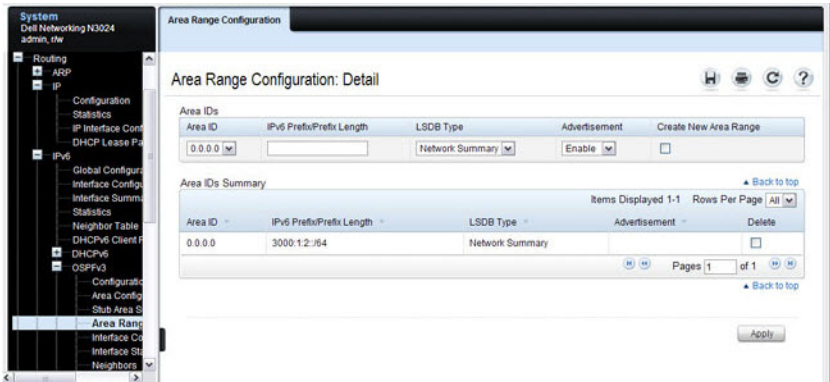 System
Dell Networking N3024
admin, r/w
Routing
ARP
IP
Configuration
Statistics
IP Interface Conf
DHCP Lease Pa
IPv6
Global Configura
Interface Configu
Interface Summa
Statistics
Neighbor Table
DHCPv6 Client P
DHCPv6
OSPFv3
Configuratio
Area Config
Stub Area S
Area Rang
Interface Co
Interface Sta
Neighbors
Area Range Configuration
Area Range Configuration: Detail
Area IDs
Area ID IPv6 Prefix/Prefix Length LSDB Type Advertisement Create New Area Range
0.0.0.0 Network Summary Enable
Area IDs Summary Back to top
Items Displayed 1-1 Rows Per Page All
Area ID IPv6 Prefix/Prefix Length LSDB Type Advertisement Delete
0.0.0.0 3000:1:2::/64 Network Summary
Pages 1 of 1
Back to top
Apply